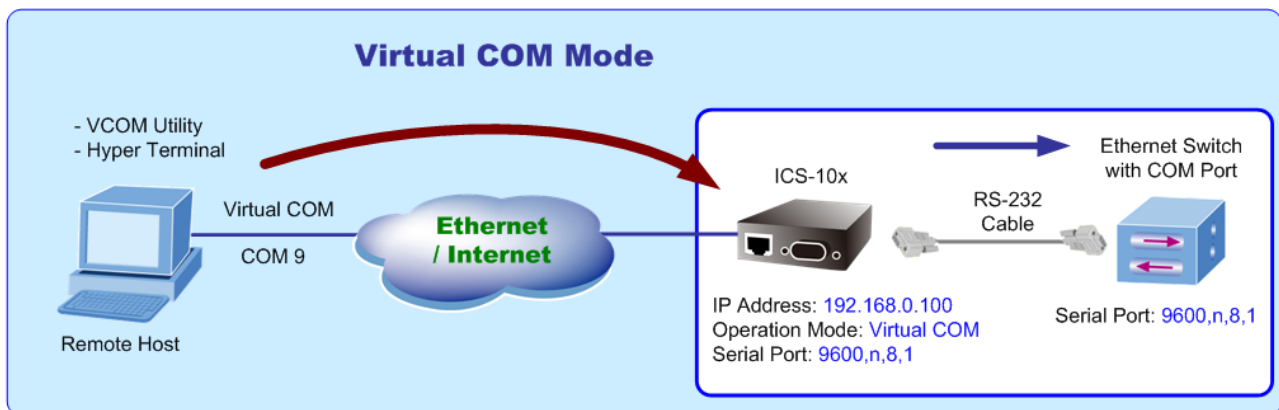 Virtual COM Mode
- VCOM Utility
- Hyper Terminal
Virtual COM
COM 9
Remote Host
Ethernet
/ Internet
ICS-10x
IP Address: 192.168.0.100
Operation Mode: Virtual COM
Serial Port: 9600,n,8,1
RS-232
Cable
Ethernet Switch
with COM Port
Serial Port: 9600,n,8,1